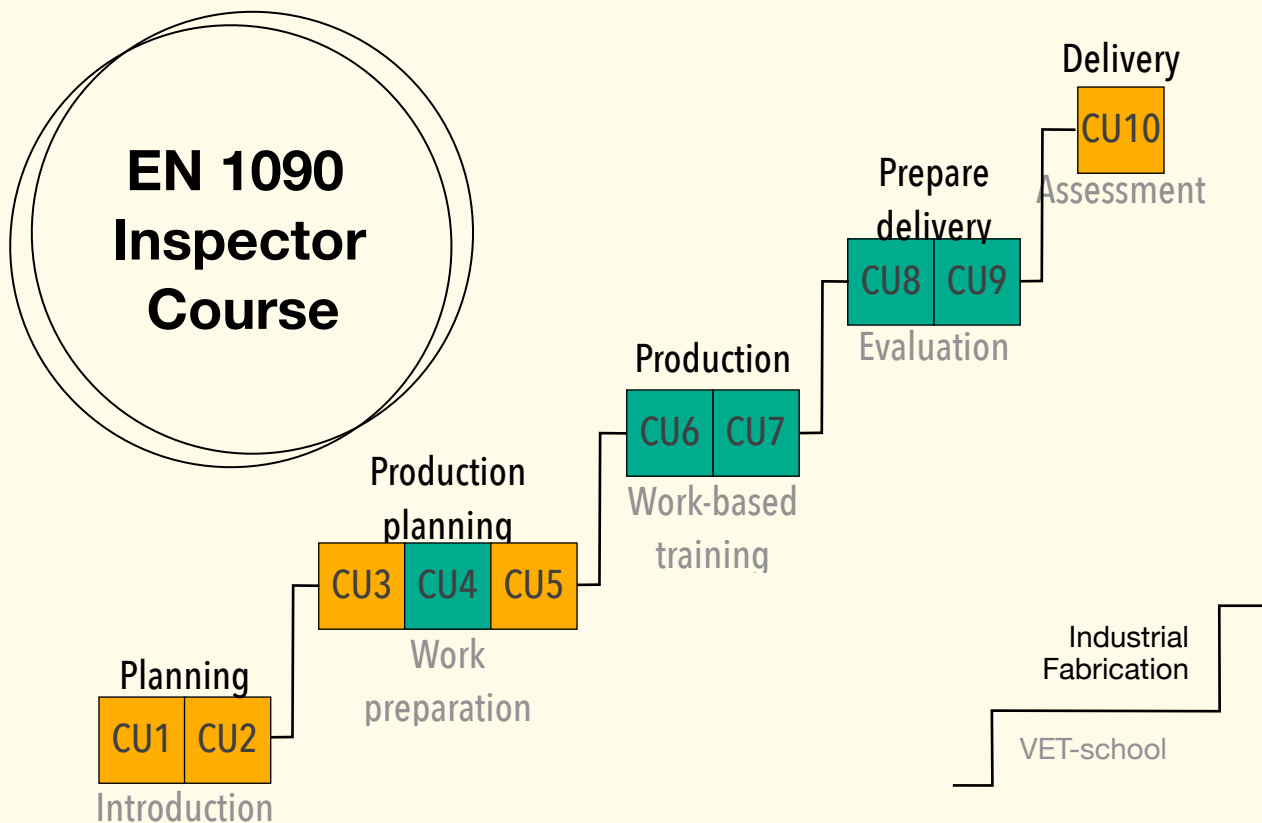 EN 1090
Inspector
Course
Delivery
CU10
Assessment
Prepare
delivery
CU8 CU9
Evaluation
Production
CU6 CU7
Work-based
training
Production
planning
CU3 CU4 CU5
Work
preparation
Planning
CU1 CU2
Introduction
Industrial
Fabrication
VET-school